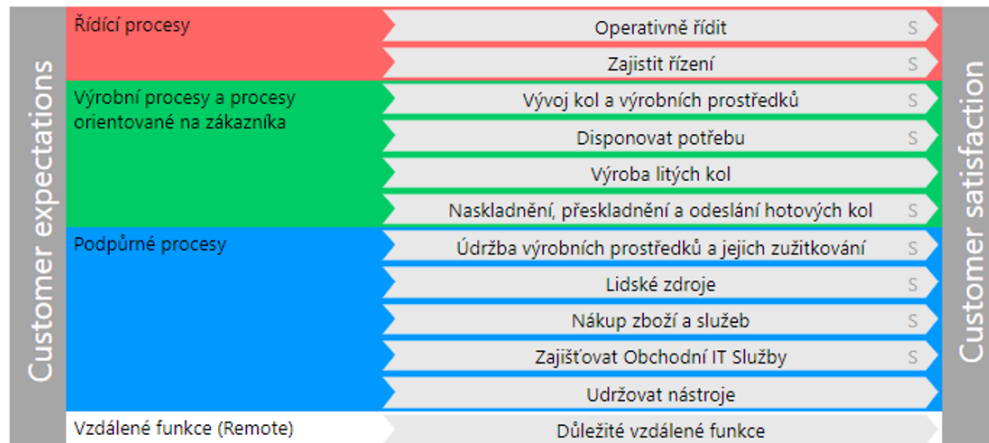 Customer expectations
Řídící procesy
Operativně řídit S
Zajistit řízení S
Výrobní procesy a procesy
orientované na zákazníka
Vývoj kol a výrobních prostředků S
Disponovat potřebu S
Výroba litých kol
Naskladnění, přeskladnění a odeslání hotových kol S
Podpůrné procesy
Údržba výrobních prostředků a jejich zužitkování S
Lidské zdroje S
Nákup zboží a služeb S
Zajišťovat Obchodní IT Služby S
Udržovat nástroje
Vzdálené funkce (Remote)
Důležité vzdálené funkce
Customer satisfaction